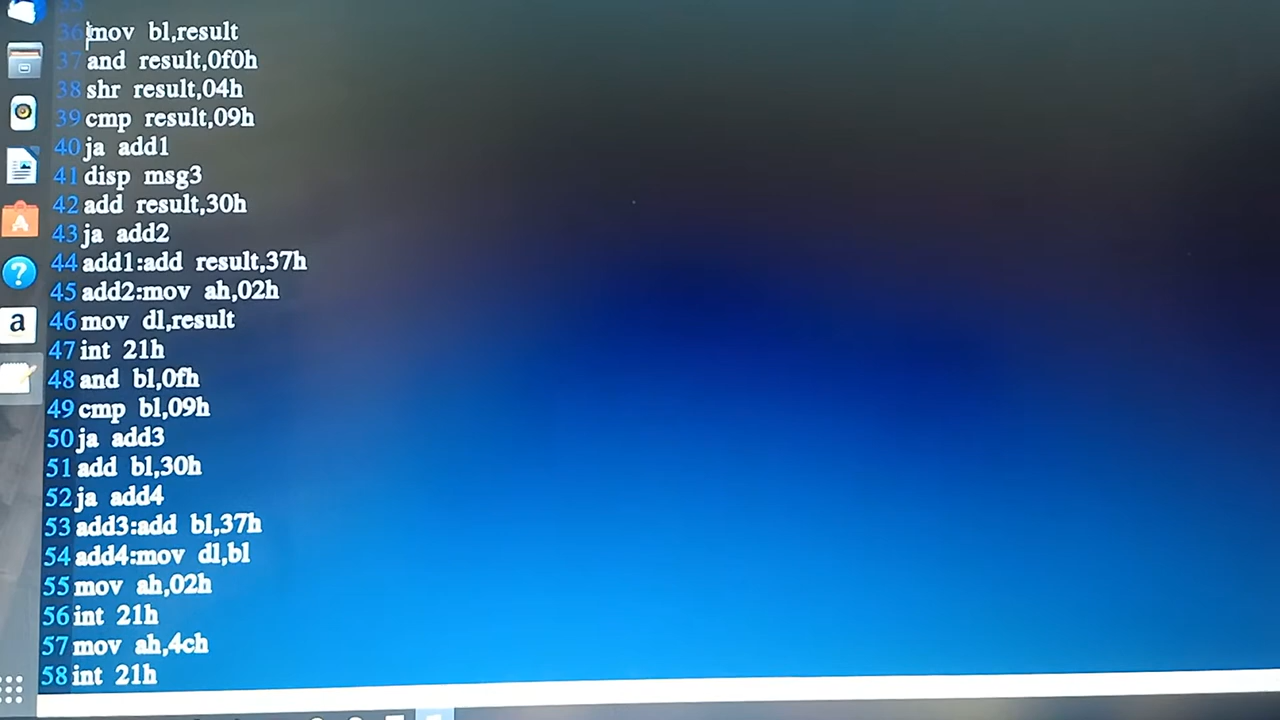 35
36 mov bl,result
37 and result,0f0h
38 shr result,04h
39 cmp result,09h
40 ja add1
41 disp msg3
42 add result,30h
43 ja add2
44 add1:add result,37h
45 add2:mov ah,02h
46 mov dl,result
47 int 21h
48 and bl,0fh
49 cmp bl,09h
50 ja add3
51 add bl,30h
52 ja add4
53 add3:add bl,37h
54 add4:mov dl,bl
55 mov ah,02h
56 int 21h
57 mov ah,4ch
58 int 21h